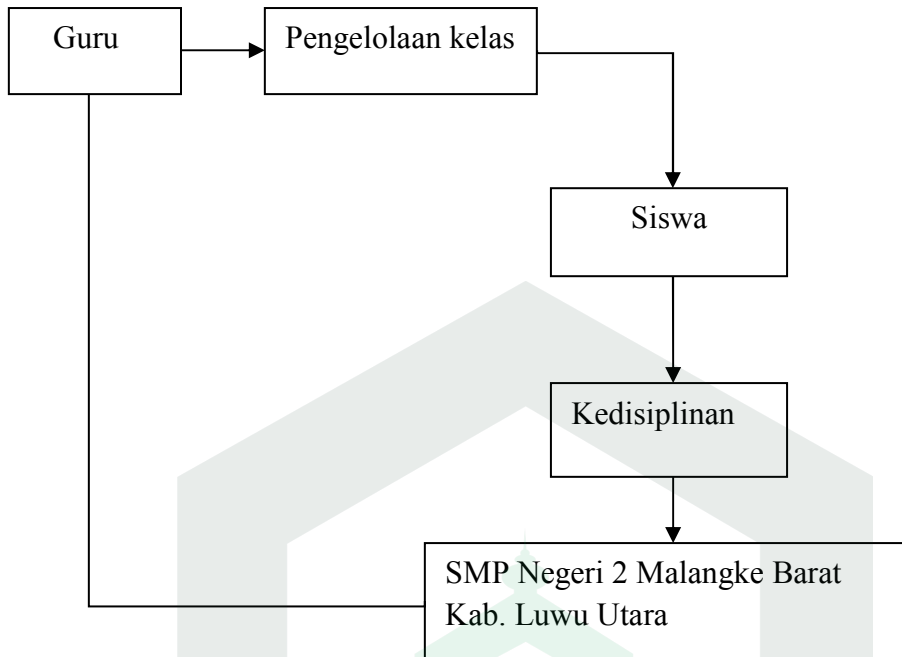 Guru
Pengelolaan kelas
Siswa
Kedisiplinan
SMP Negeri 2 Malangke Barat
Kab. Luwu Utara